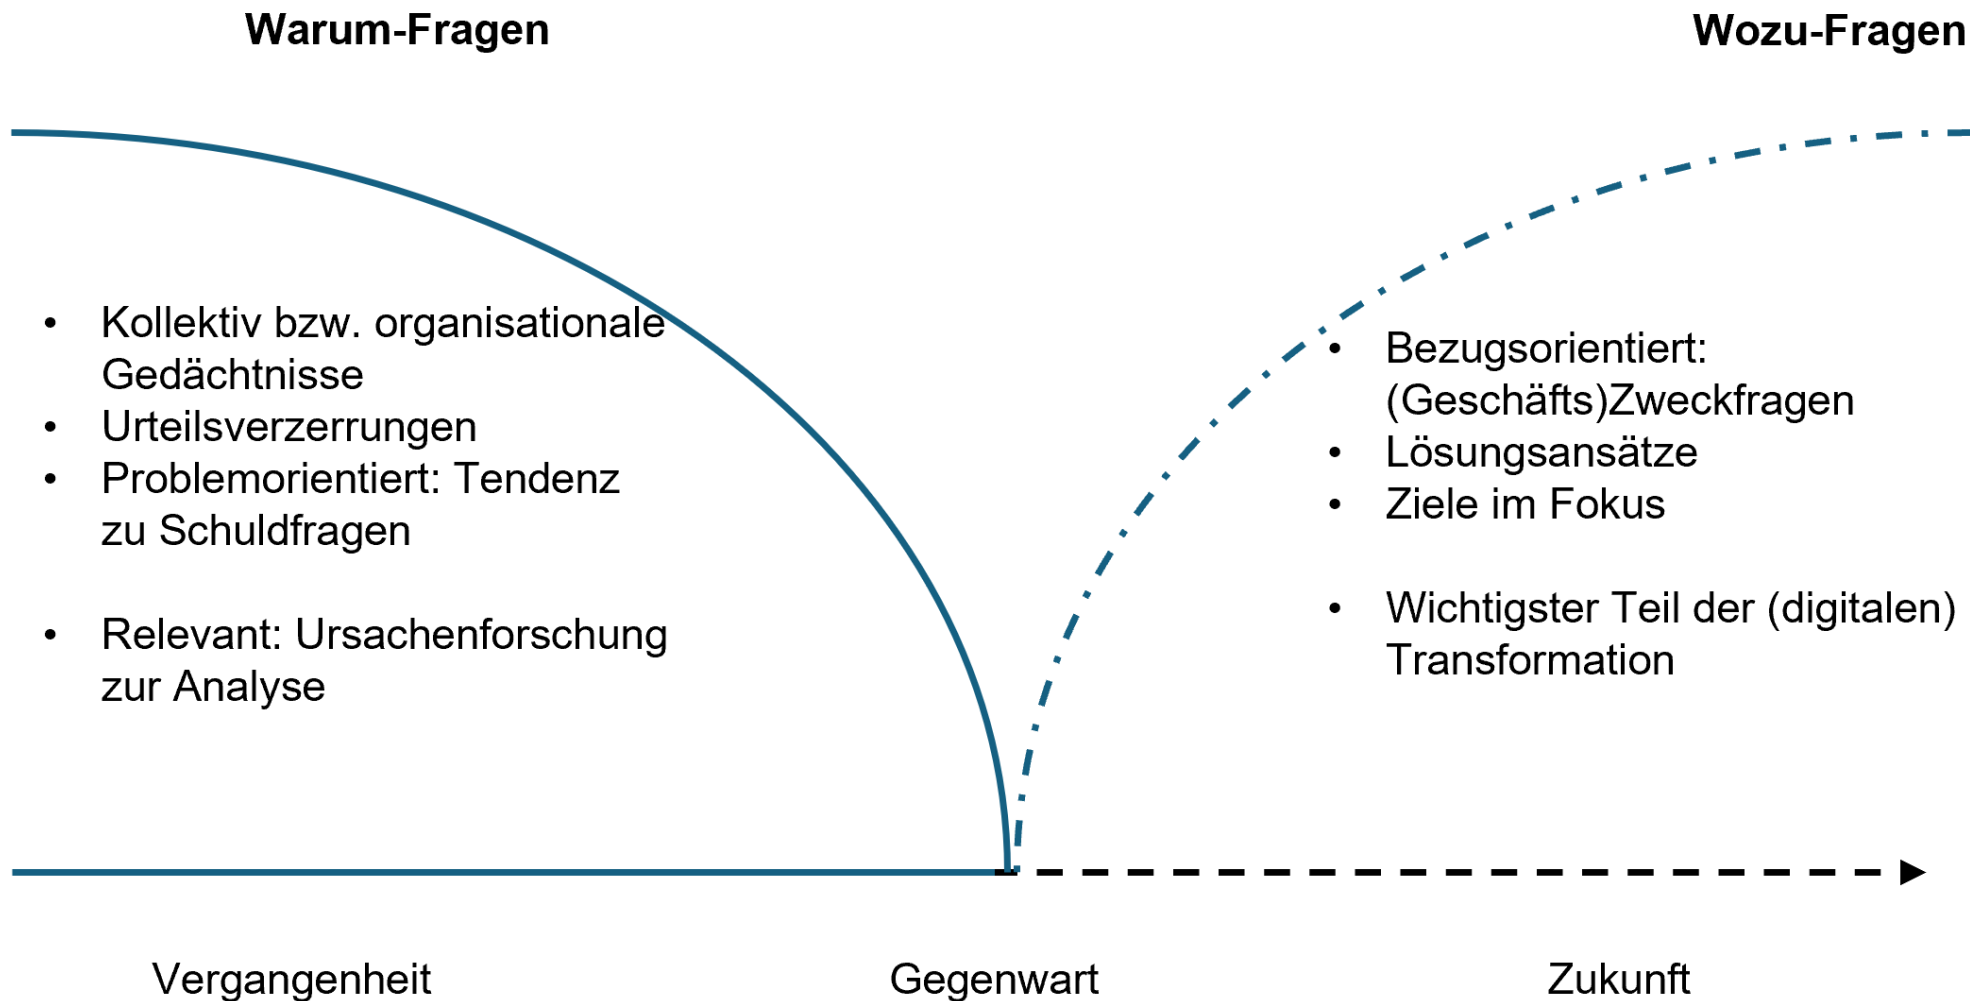 Warum-Fragen
Wozu-Fragen
• Kollektiv bzw. organisationale
Gedächtnisse
• Urteilsverzerrungen
• Problemorientiert: Tendenz
zu Schuldfragen
• Relevant: Ursachenforschung
zur Analyse
• Bezugsorientiert:
(Geschäfts)Zweckfragen
• Lösungsansätze
• Ziele im Fokus
• Wichtigster Teil der (digitalen)
Transformation
Vergangenheit
Gegenwart
Zukunft